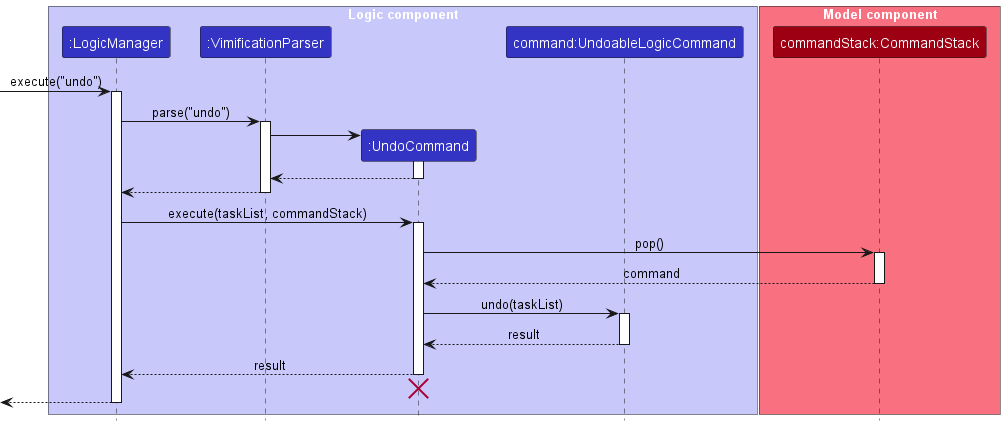 Logic component
Model component
:LogicManager
:VimificationParser
command:UndoableLogicCommand
commandStack:CommandStack
execute("undo")
parse("undo")
:UndoCommand
execute(taskList, commandStack)
pop()
command
undo(taskList)
result
result